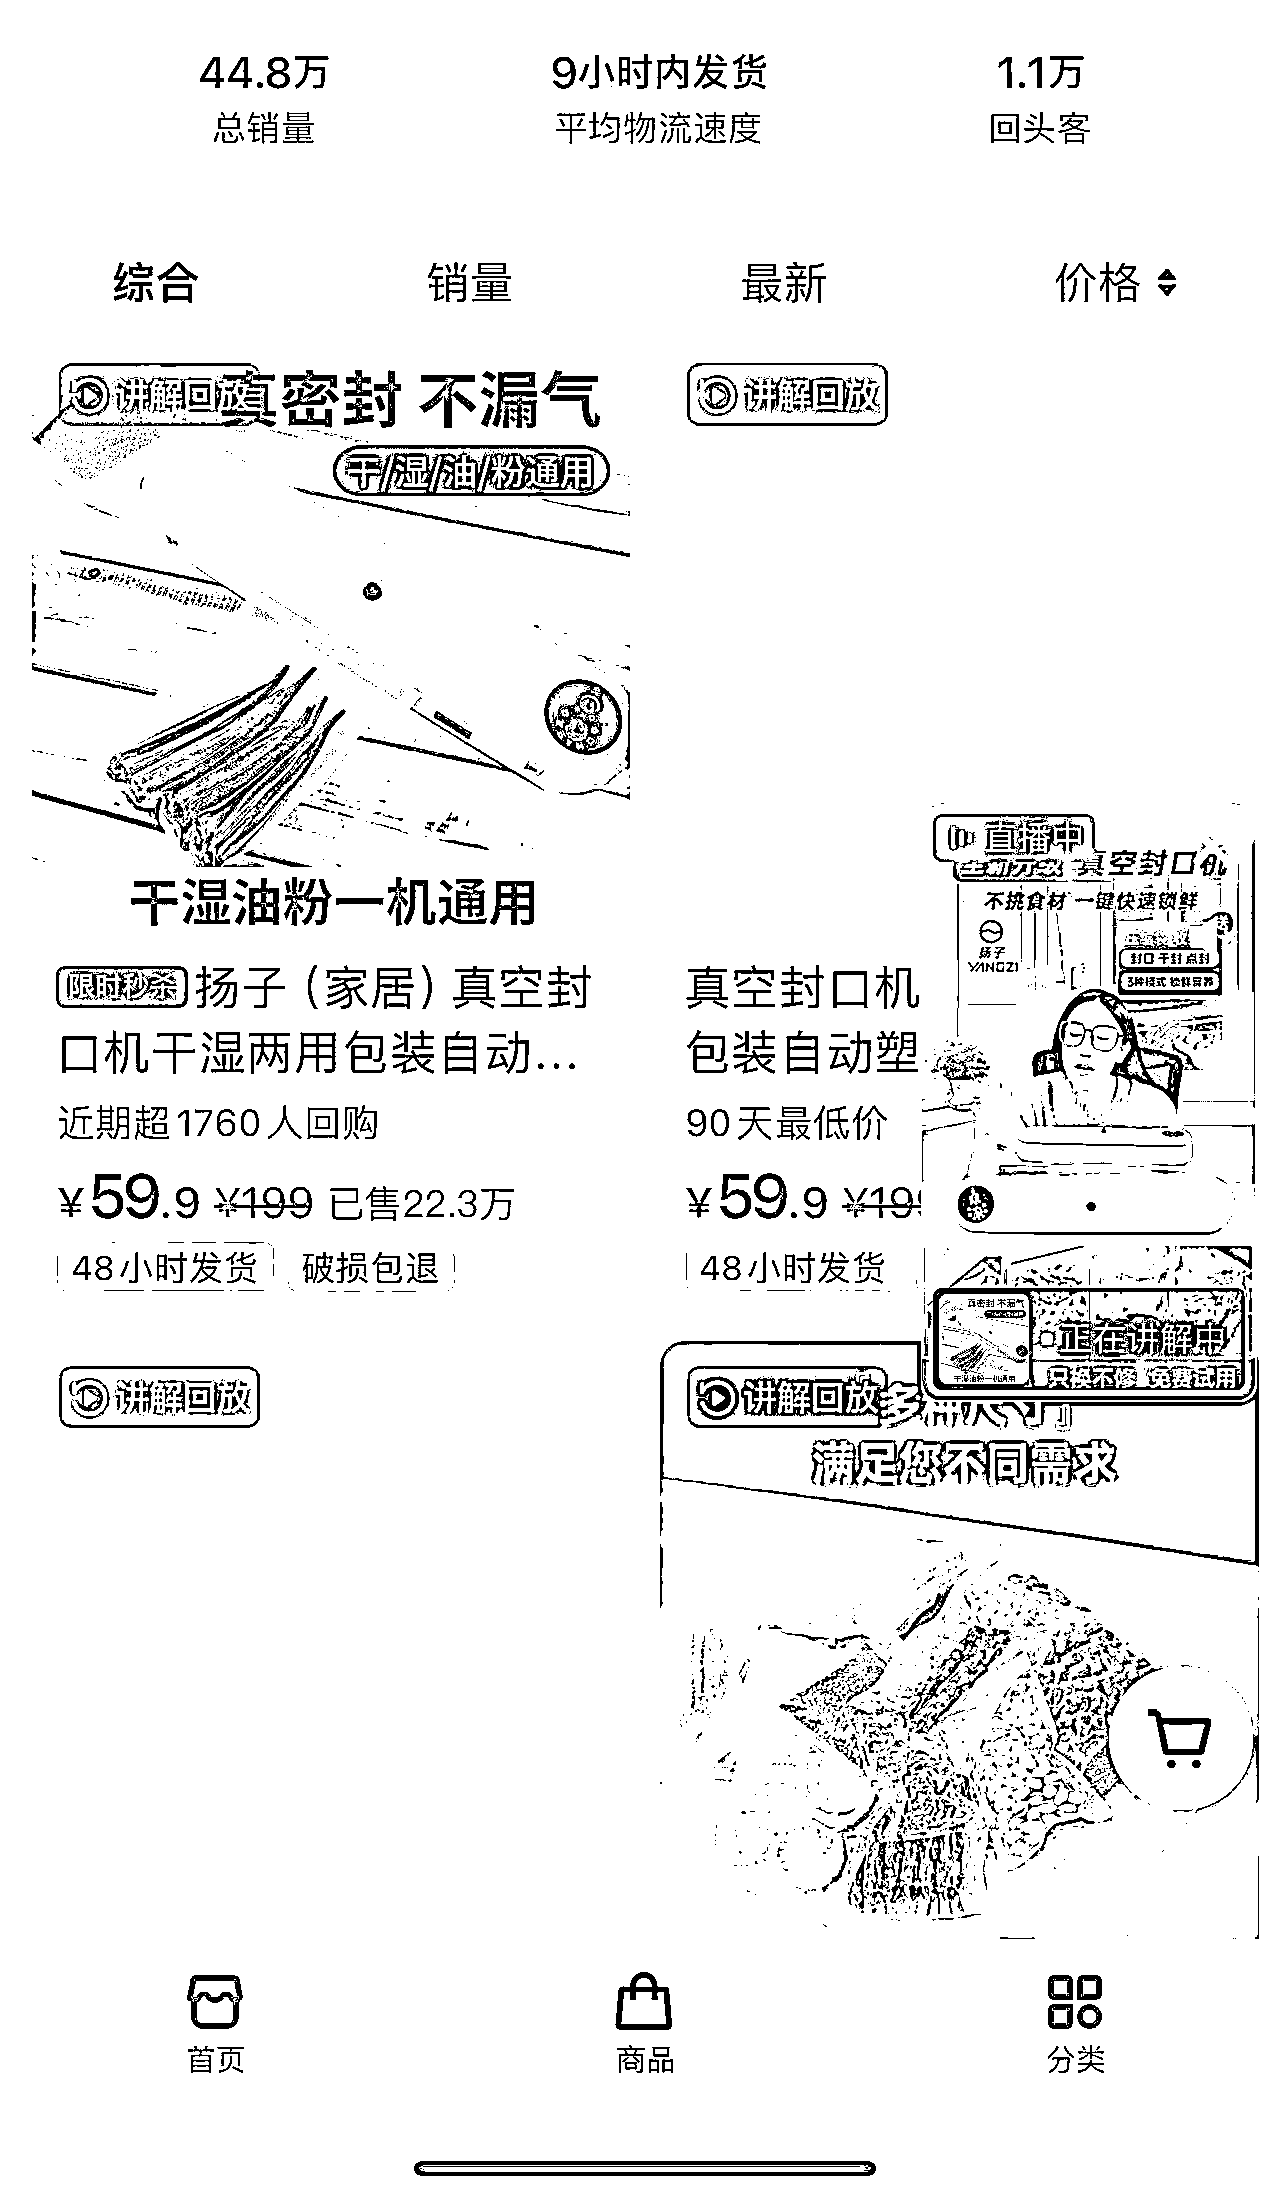 44.8万
9小时内发货
1.1万
总销量
平均物流速度
回头客
综合
销量
最新
价格
讲解回放
真密封 不漏气
干/湿/油/粉通用
干湿油粉一机通用
限时秒杀 扬子（家居）真空封
口机干湿两用包装自动...
近期超1760人回购
¥59.9 ¥199 已售22.3万
48小时发货 破损包退
讲解回放
真空封口机
包装自动塑
90天最低价
¥59.9 ¥199
48小时发货
直播中
真空封口机
不挑食材 一键快速锁鲜
扬子
YANGZI
封口 干封 点封
正在讲解中
只换不修 免费试用
讲解回放
讲解回放
满足您不同需求
首页
商品
分类